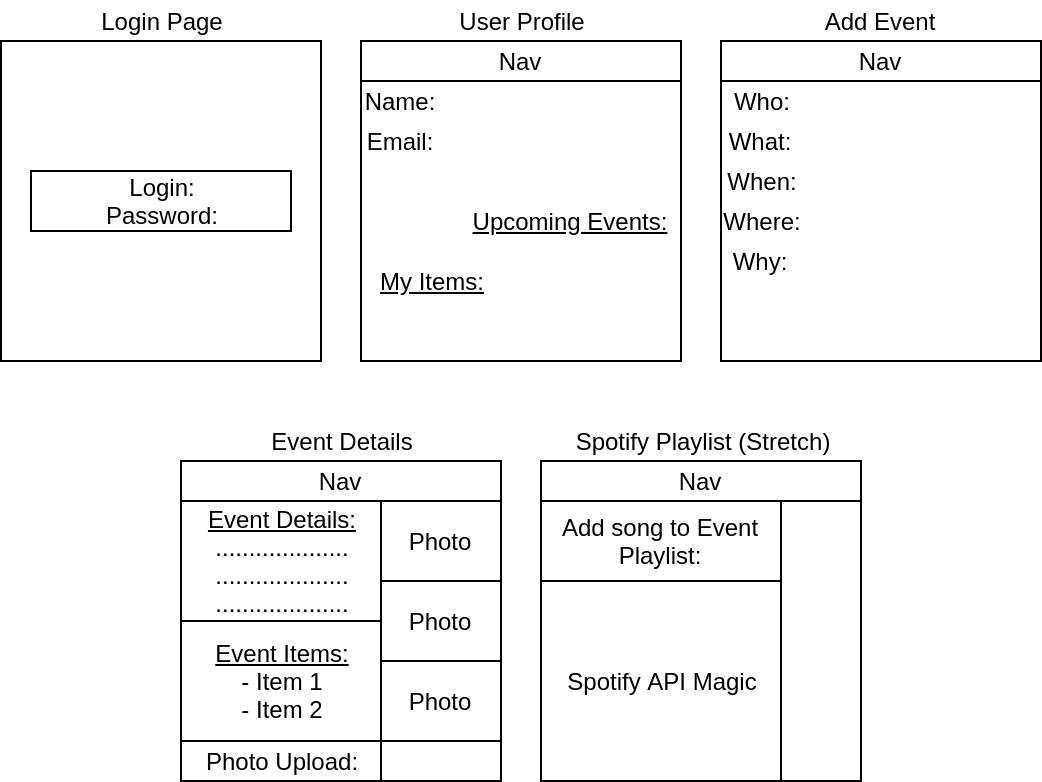 Login Page
Login:
Password:
User Profile
Nav
Name:
Email:
Upcoming Events:
My Items:
Add Event
Nav
Who:
What:
When:
Where:
Why:
Event Details
Nav
Event Details:
....................
....................
....................
Event Items:
- Item 1
- Item 2
Photo Upload:
Photo
Photo
Photo
Spotify Playlist (Stretch)
Nav
Add song to Event
Playlist:
Spotify API Magic